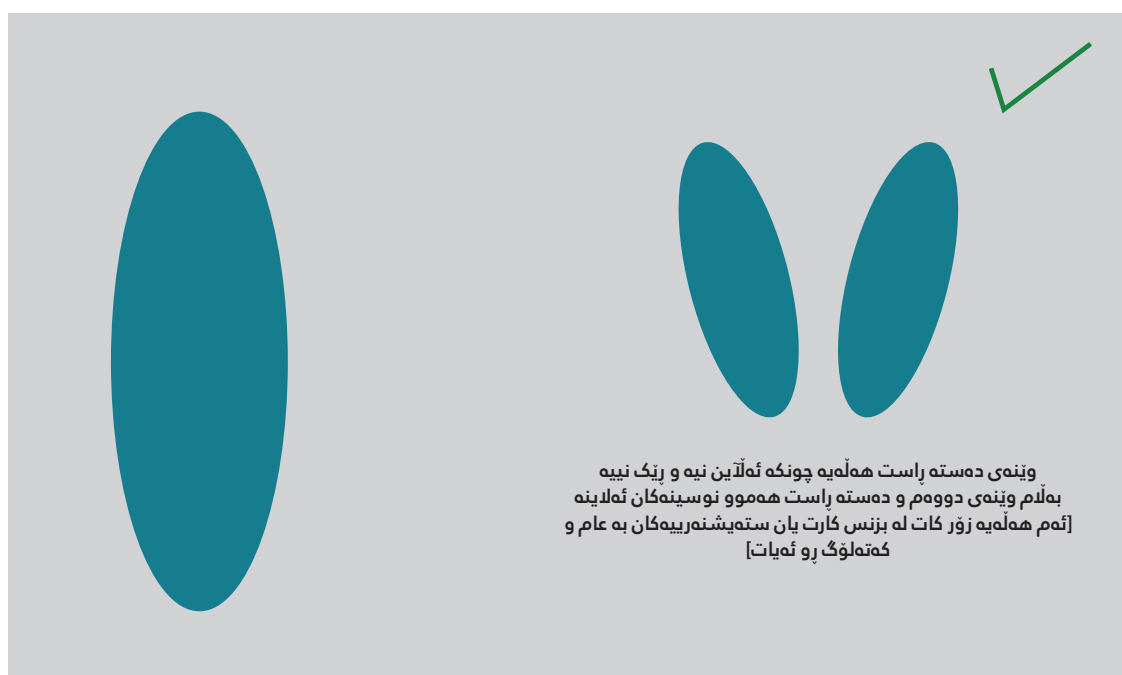 وێنەی دەستە ڕاست هەڵەیە چونکە ئەڵاین نیە و ڕێک نییە
بەڵام وێنەی دووەم و دەستە ڕاست هەموو نوسینەکان ئەلاینە
[ئەم هەڵەیە زۆر کات لە بزنس کارت یان ستەیشنەرییەکان بە عام و
کەتەلۆگ ڕو ئەیات]